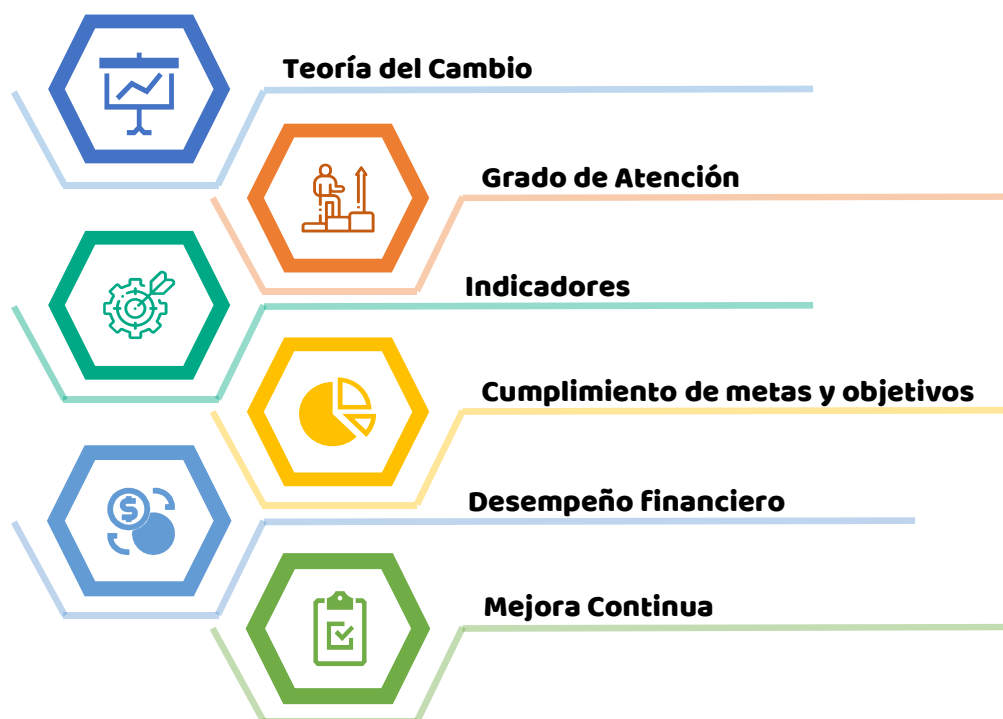 Teoría del Cambio
Grado de Atención
Indicadores
Cumplimiento de metas y objetivos
Desempeño financiero
Mejora Continua